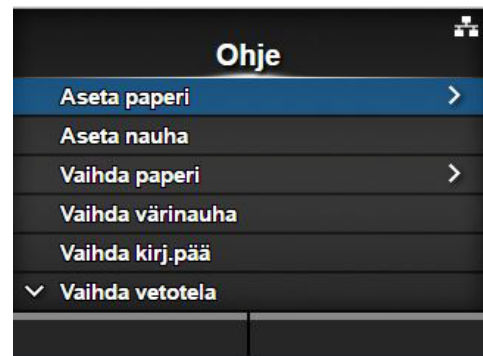 Ohje
Aseta paperi
Aseta nauha
Vaihda paperi
Vaihda värinauha
Vaihda kirj.pää
Vaihda vetotela